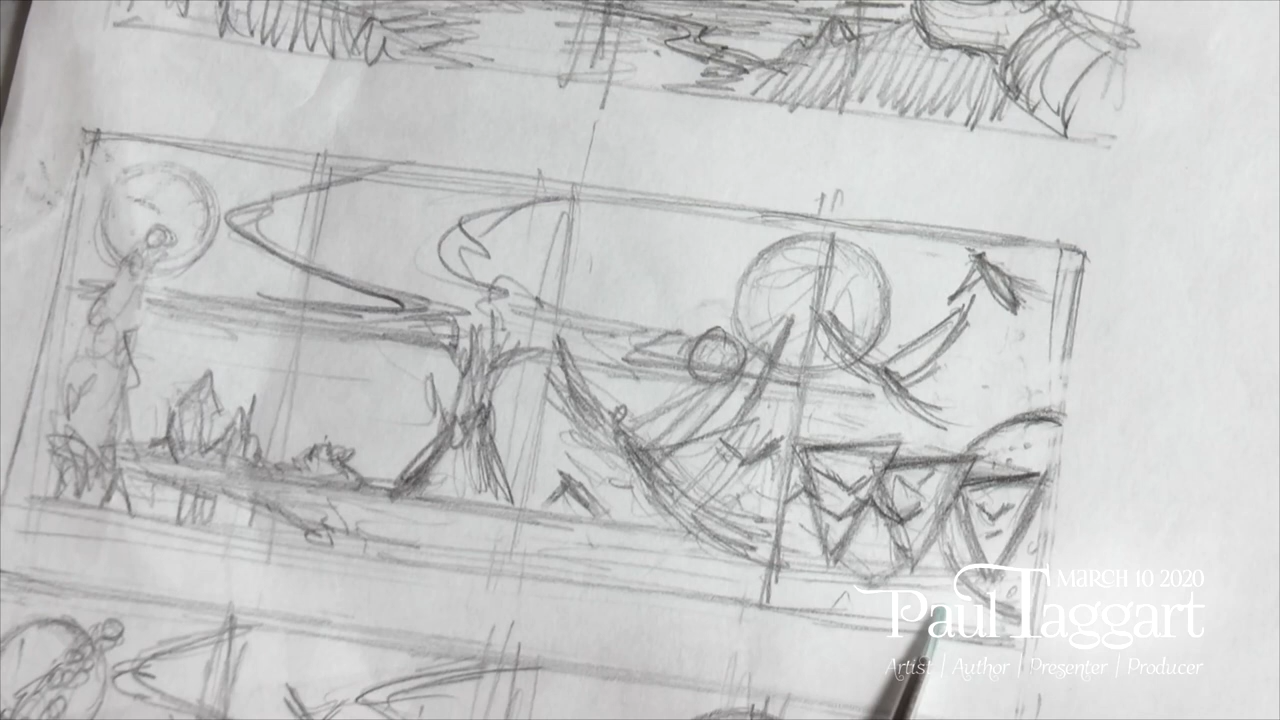 MARCH 10 2020
Paul Taggart
Artist | Author | Presenter | Producer